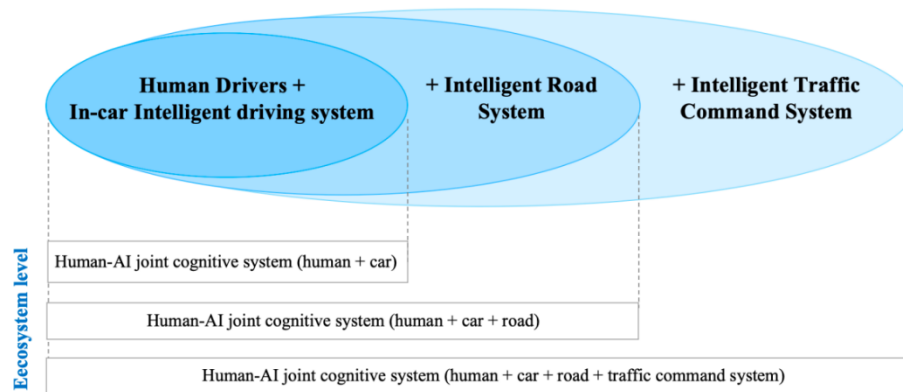 Human Drivers +
In-car Intelligent driving system
+ Intelligent Road
System
+ Intelligent Traffic
Command System
Eecosystem level
Human-AI joint cognitive system (human + car)
Human-AI joint cognitive system (human + car + road)
Human-AI joint cognitive system (human + car + road + traffic command system)